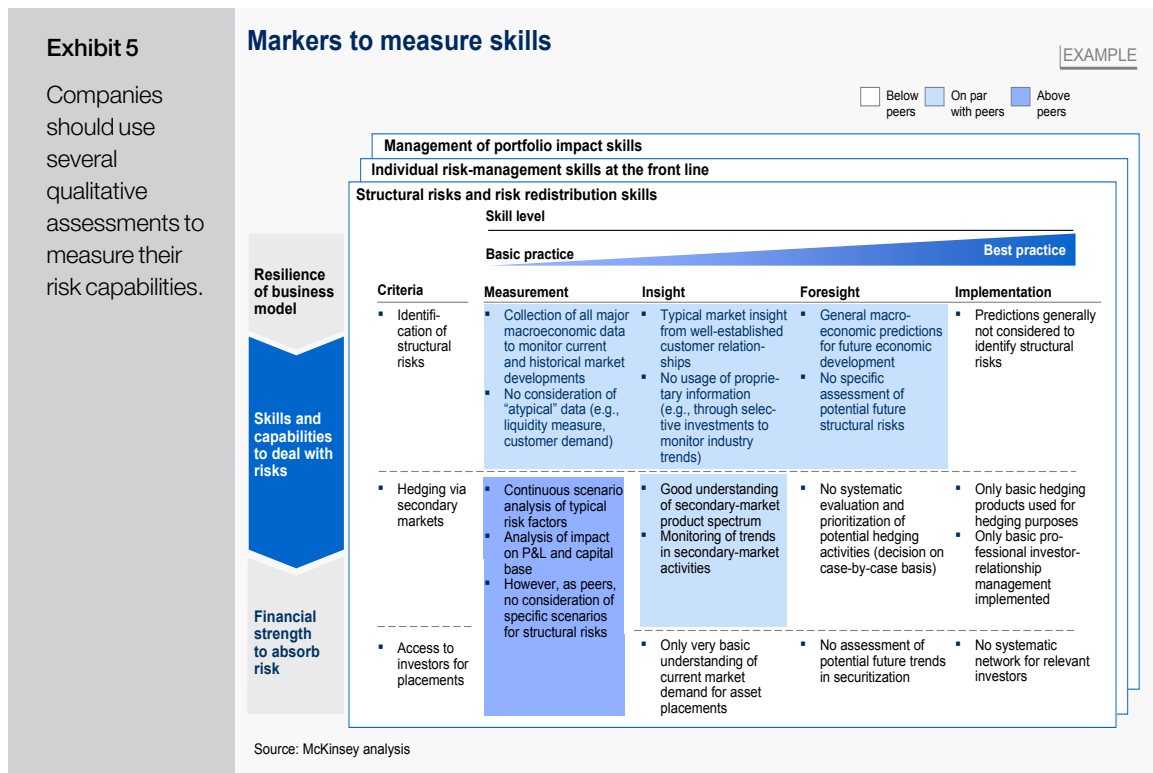 Exhibit 5
Companies
should use
several
qualitative
assessments to
measure their
risk capabilities.
Markers to measure skills
EXAMPLE
Below
peers
On par
with peers
Above
peers
Management of portfolio impact skills
Individual risk-management skills at the front line
Structural risks and risk redistribution skills
Skill level
Basic practice
Best practice
Resilience
of business
model
Skills and
capabilities
to deal with
risks
Financial
strength
to absorb
risk
Criteria
Measurement
Insight
Foresight
Implementation
▪ Identifi-
cation of
structural
risks
▪ Collection of all major
macroeconomic data
to monitor current
and historical market
developments
▪ No consideration of
“atypical” data (e.g.,
liquidity measure,
customer demand)
▪ Typical market insight
from well-established
customer relation-
ships
▪ No usage of proprie-
tary information
(e.g., through selec-
tive investments to
monitor industry
trends)
▪ General macro-
economic predictions
for future economic
development
▪ No specific
assessment of
potential future
structural risks
▪ Predictions generally
not considered to
identify structural
risks
▪ Hedging via
secondary
markets
▪ Continuous scenario
analysis of typical
risk factors
▪ Analysis of impact
on P&L and capital
base
▪ However, as peers,
no consideration of
specific scenarios
for structural risks
▪ Good understanding
of secondary-market
product spectrum
▪ Monitoring of trends
in secondary-market
activities
▪ No systematic
evaluation and
prioritization of
potential hedging
activities (decision on
case-by-case basis)
▪ Only basic hedging
products used for
hedging purposes
▪ Only basic pro-
fessional investor-
relationship
management
implemented
▪ Access to
investors for
placements
▪ Only very basic
understanding of
current market
demand for asset
placements
▪ No assessment of
potential future trends
in securitization
▪ No systematic
network for relevant
investors
Source: McKinsey analysis